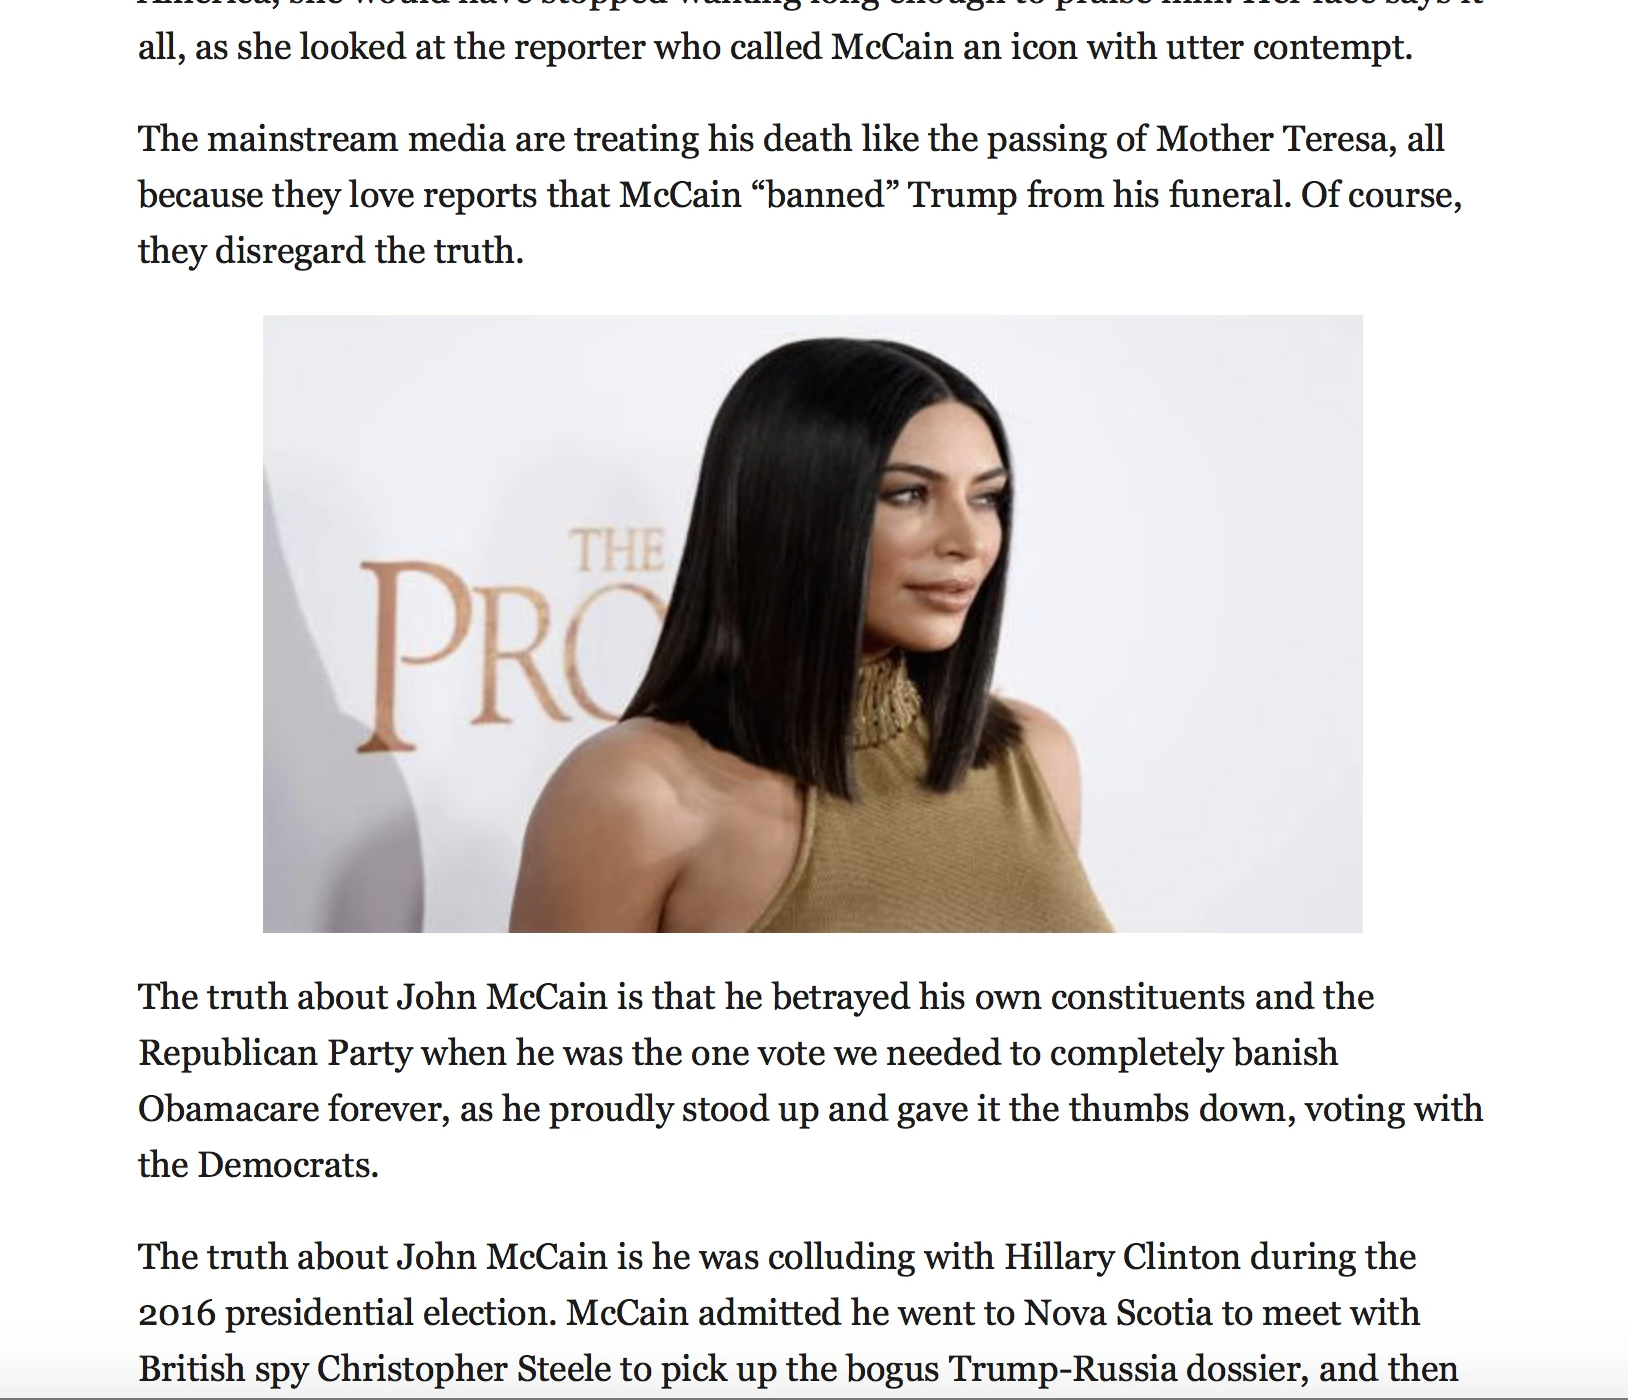 all, as she looked at the reporter who called McCain an icon with utter contempt.
The mainstream media are treating his death like the passing of Mother Teresa, all
because they love reports that McCain “banned” Trump from his funeral. Of course,
they disregard the truth.
THE
PRO
The truth about John McCain is that he betrayed his own constituents and the
Republican Party when he was the one vote we needed to completely banish
Obamacare forever, as he proudly stood up and gave it the thumbs down, voting with
the Democrats.
The truth about John McCain is he was colluding with Hillary Clinton during the
2016 presidential election. McCain admitted he went to Nova Scotia to meet with
British spy Christopher Steele to pick up the bogus Trump-Russia dossier, and then